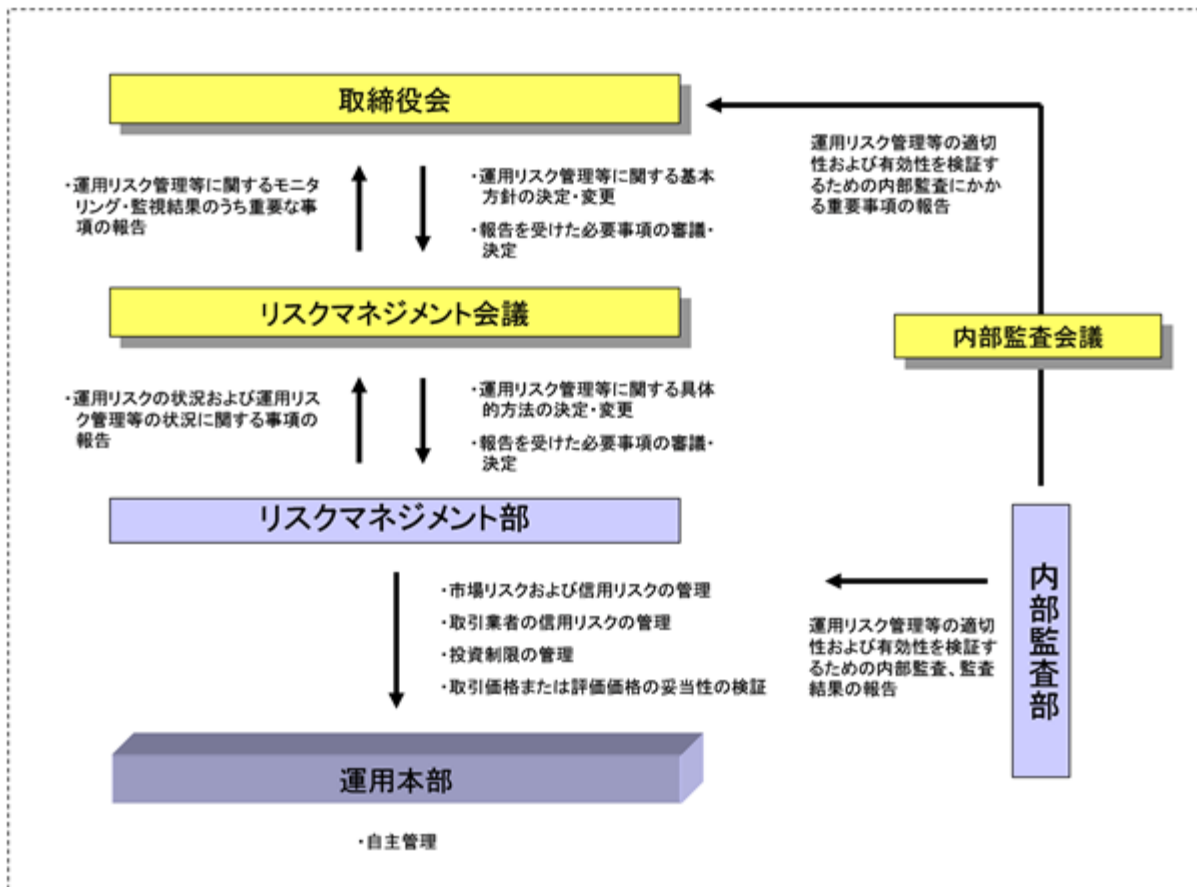 取締役会
・運用リスク管理等に関するモニタ
リング・監視結果のうち重要な事
項の報告
・運用リスク管理等に関する基本
方針の決定・変更
・報告を受けた必要事項の審議・
決定
運用リスク管理等の適切
性および有効性を検証す
るための内部監査にかか
る重要事項の報告
リスクマネジメント会議
内部監査会議
・運用リスクの状況および運用リス
ク管理等の状況に関する事項の
報告
・運用リスク管理等に関する具体
的方法の決定・変更
・報告を受けた必要事項の審議・
決定
リスクマネジメント部
・市場リスクおよび信用リスクの管理
・取引業者の信用リスクの管理
・投資制限の管理
・取引価格または評価価格の妥当性の検証
運用リスク管理等の適切
性および有効性を検証す
るための内部監査、監査
結果の報告
内部監査部
運用本部
・自主管理